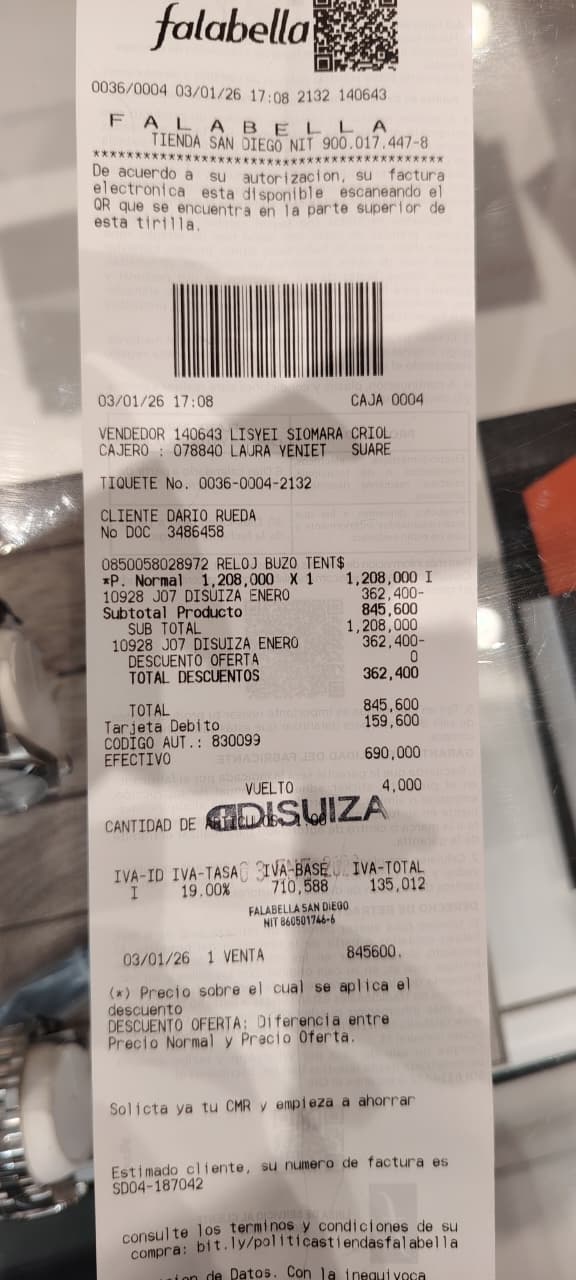 falabella
0036/0004 03/01/26 17:08 2132 140643
F A L A B E L L A
TIENDA SAN DIEGO NIT 900.017.447-8
********************************************
De acuerdo a su autorizacion, su factura
electronica esta disponible escaneando el
QR que se encuentra en la parte superior de
esta tirilla.
03/01/26 17:08 CAJA 0004
VENDEDOR 140643 LISYEI SIOMARA CRIOL
CAJERO : 078840 LAURA YENIET SUARE
TIQUETE No. 0036-0004-2132
CLIENTE DARIO RUEDA
No DOC 3486458
0850058028972 RELOJ BUZO TENT$
*P. Normal 1,208,000 X 1 1,208,000 I
10928 J07 DISUIZA ENERO 362,400-
Subtotal Producto 845,600
SUB TOTAL 1,208,000
10928 J07 DISUIZA ENERO 362,400-
DESCUENTO OFERTA 0
TOTAL DESCUENTOS 362,400
TOTAL 845,600
Tarjeta Debito 159,600
CODIGO AUT.: 830099
EFECTIVO 690,000
VUELTO 4,000
DISUIZA
CANTIDAD DE ARTICULOS:
IVA-ID IVA-TASA IVA-BASE IVA-TOTAL
I 19.00% 710,588 135,012
FALABELLA SAN DIEGO
NIT 860501746-6
03/01/26 1 VENTA 845600.
(*) Precio sobre el cual se aplica el
descuento
DESCUENTO OFERTA: Diferencia entre
Precio Normal y Precio Oferta.
Solicta ya tu CMR y empieza a ahorrar
Estimado cliente, su numero de factura es
SD04-187042
consulte los terminos y condiciones de su
compra: bit.ly/politicastiendasfalabella
de Datos. Con la inequivoca